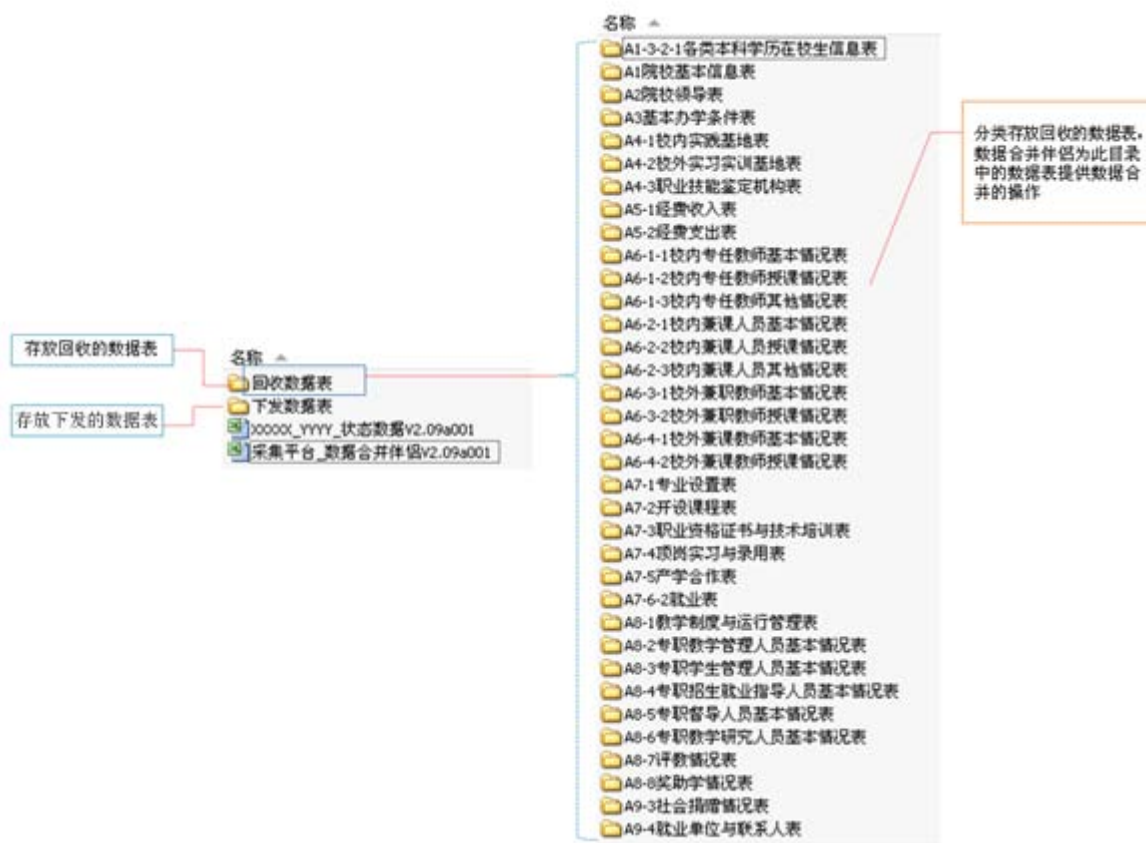 名称
A1-3-2-1各类本科学历在校生信息表
A1院校基本信息表
A2院校领导表
A3基本办学条件表
A4-1校内实践基地表
A4-2校外实习实训基地表
A4-3职业技能鉴定机构表
A5-1经费收入表
A5-2经费支出表
A6-1-1校内专任教师基本情况表
A6-1-2校内专任教师授课情况表
A6-1-3校内专任教师其他情况表
A6-2-1校内兼课人员基本情况表
A6-2-2校内兼课人员授课情况表
A6-2-3校内兼课人员其他情况表
A6-3-1校外兼职教师基本情况表
A6-3-2校外兼职教师授课情况表
A6-4-1校外兼课教师基本情况表
A6-4-2校外兼课教师授课情况表
A7-1专业设置表
A7-2开设课程表
A7-3职业资格证书与技术培训表
A7-4顶岗实习与录用表
A7-5产学合作表
A7-6-2就业表
A8-1教学制度与运行管理表
A8-2专职教学管理人员基本情况表
A8-3专职学生管理人员基本情况表
A8-4专职招生就业指导人员基本情况表
A8-5专职督导人员基本情况表
A8-6专职教学研究人员基本情况表
A8-7评教情况表
A8-8奖助学情况表
A9-3社会捐赠情况表
A9-4就业单位与联系人表
分类存放回收的数据表。
数据合并伴侣为此目录
中的数据表提供数据合
并的操作
存放回收的数据表
存放下发的数据表
名称
回收数据表
下发数据表
XXXXX_YYYY_状态数据V2.09a001
采集平台_数据合并伴侣V2.09a001